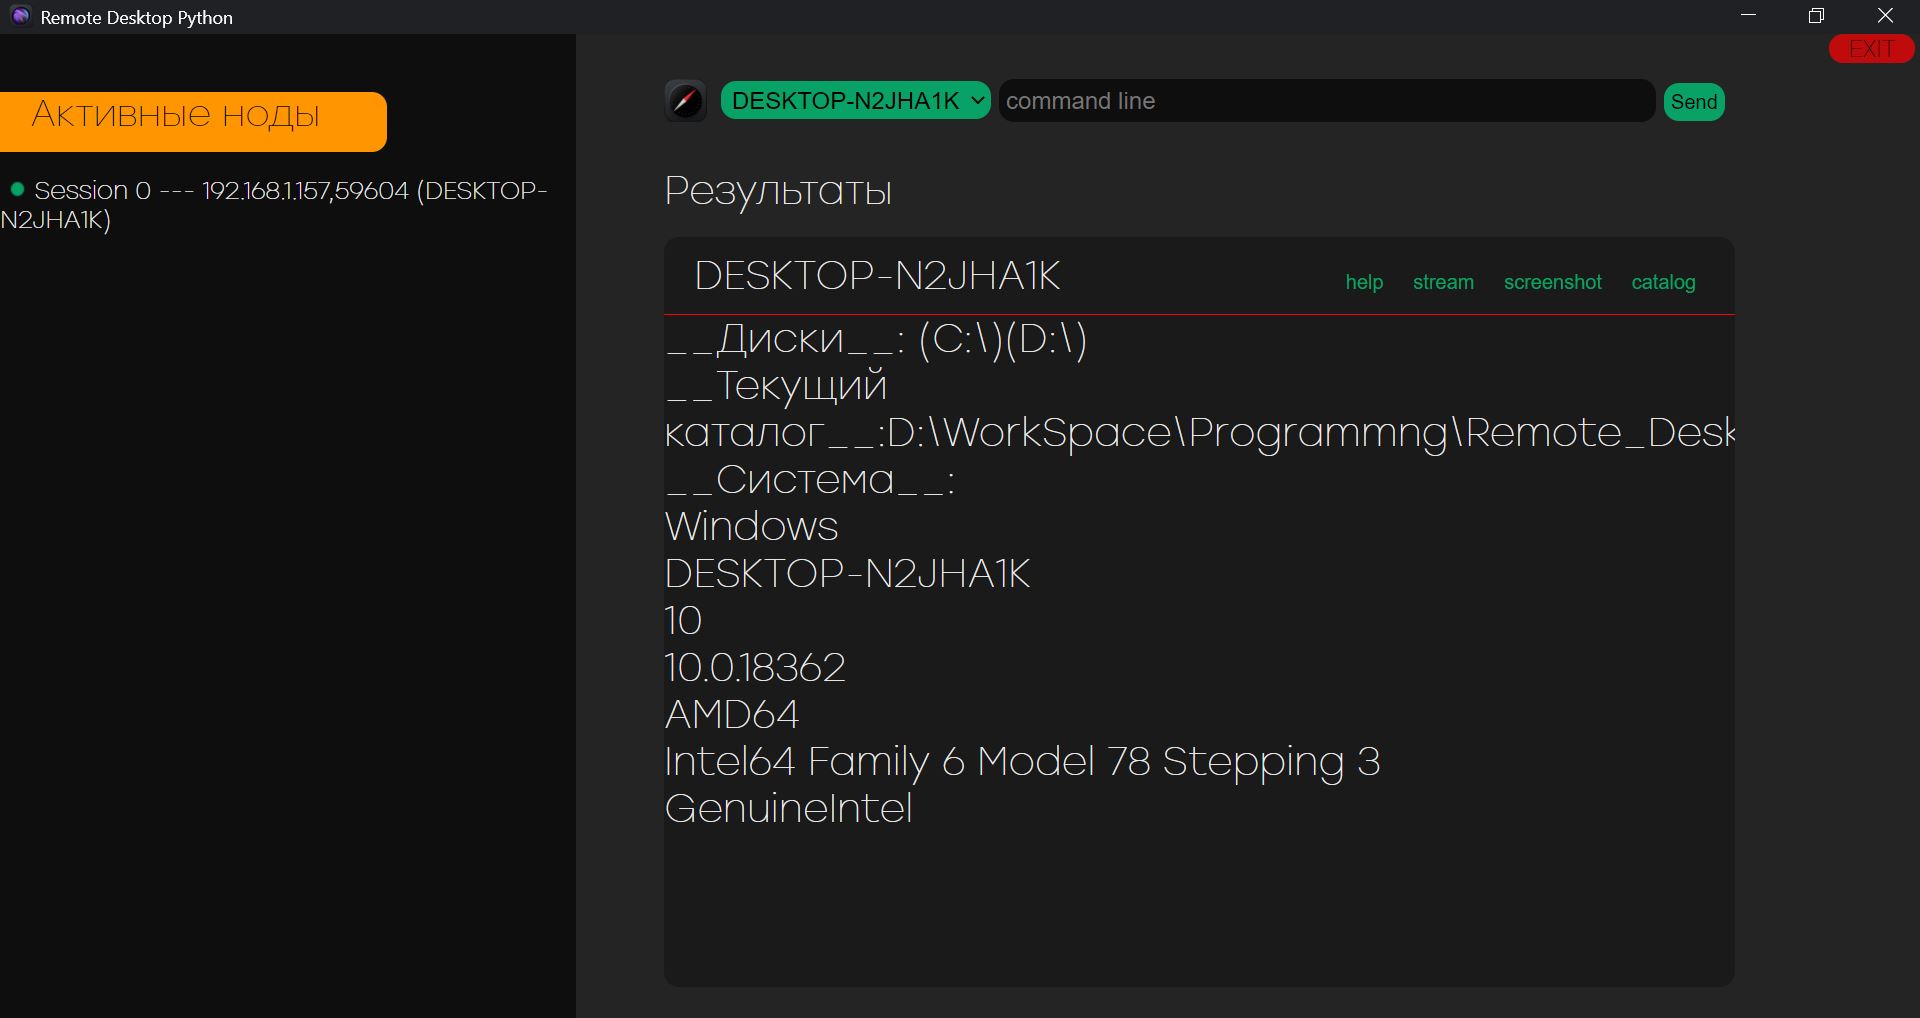 Remote Desktop Python
EXIT
Активные ноды
Session 0 --- 192.168.1.157,59604 (DESKTOP-
N2JHA1K)
DESKTOP-N2JHA1K
command line
Send
Результаты
DESKTOP-N2JHA1K
help stream screenshot catalog
__Диски__: (C:\)(D:\)
__Текущий
каталог__:D:\WorkSpace\Programmng\Remote_Desk
__Система__:
Windows
DESKTOP-N2JHA1K
10
10.0.18362
AMD64
Intel64 Family 6 Model 78 Stepping 3
GenuineIntel